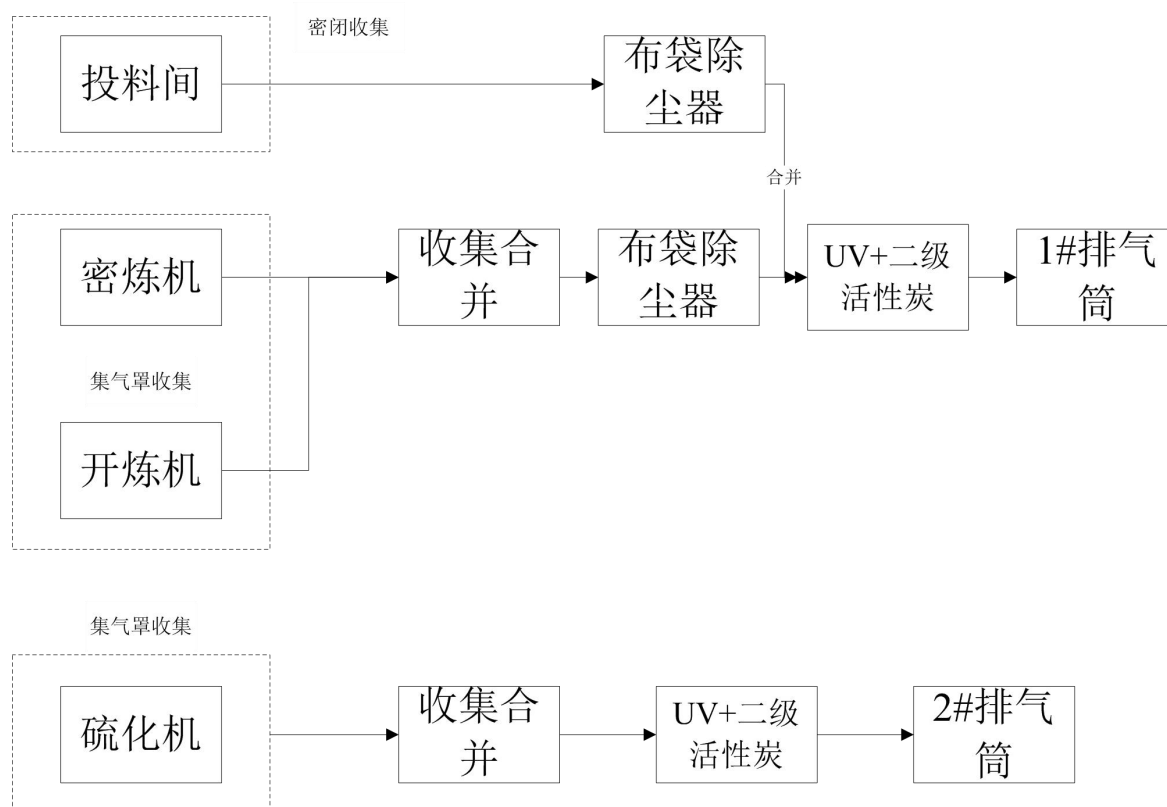 密闭收集
投料间
布袋除
尘器
合并
密炼机
收集合
并
布袋除
尘器
UV+二级
活性炭
1#排气
筒
集气罩收集
开炼机
集气罩收集
硫化机
收集合
并
UV+二级
活性炭
2#排气
筒